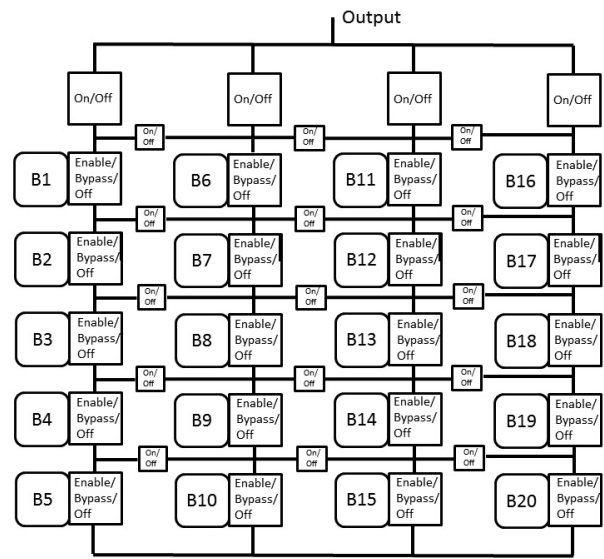 Output
On/Off
On/Off
On/Off
On/Off
On/
Off
On/
Off
On/
Off
B1
Enable/
Bypass/
Off
B6
Enable/
Bypass/
Off
B11
Enable/
Bypass/
Off
B16
Enable/
Bypass/
Off
On/
Off
On/
Off
On/
Off
B2
Enable/
Bypass/
Off
B7
Enable/
Bypass/
Off
B12
Enable/
Bypass/
Off
B17
Enable/
Bypass/
Off
On/
Off
On/
Off
On/
Off
B3
Enable/
Bypass/
Off
B8
Enable/
Bypass/
Off
B13
Enable/
Bypass/
Off
B18
Enable/
Bypass/
Off
On/
Off
On/
Off
On/
Off
B4
Enable/
Bypass/
Off
B9
Enable/
Bypass/
Off
B14
Enable/
Bypass/
Off
B19
Enable/
Bypass/
Off
On/
Off
On/
Off
On/
Off
B5
Enable/
Bypass/
Off
B10
Enable/
Bypass/
Off
B15
Enable/
Bypass/
Off
B20
Enable/
Bypass/
Off